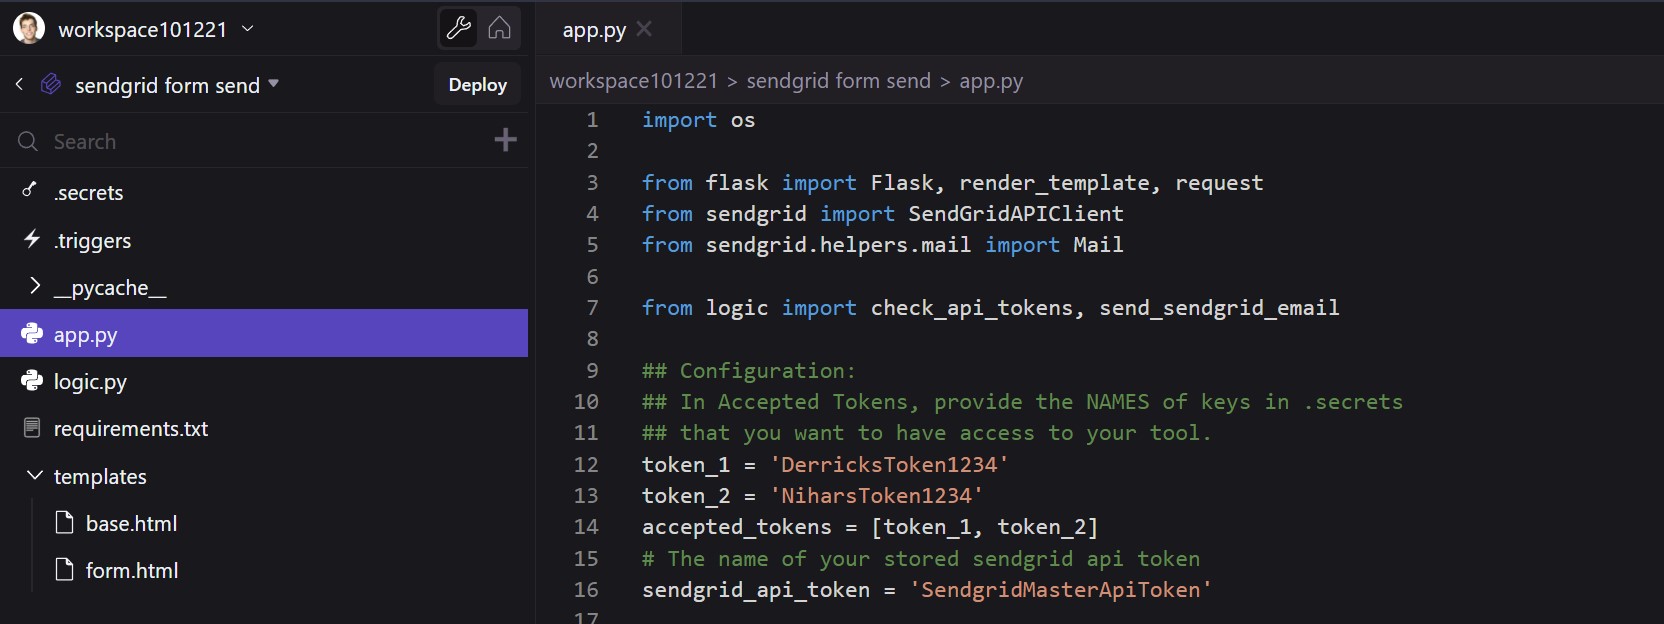 workspace101221
sendgrid form send
Deploy
Search
.secrets
.triggers
__pycache__
app.py
logic.py
requirements.txt
templates
base.html
form.html
app.py
workspace101221 > sendgrid form send > app.py
1 import os
2
3 from flask import Flask, render_template, request
4 from sendgrid import SendGridAPIClient
5 from sendgrid.helpers.mail import Mail
6
7 from logic import check_api_tokens, send_sendgrid_email
8
9 ## Configuration:
10 ## In Accepted Tokens, provide the NAMES of keys in .secrets
11 ## that you want to have access to your tool.
12 token_1 = 'DerricksToken1234'
13 token_2 = 'NiharsToken1234'
14 accepted_tokens = [token_1, token_2]
15 # The name of your stored sendgrid api token
16 sendgrid_api_token = 'SendgridMasterApiToken'
17